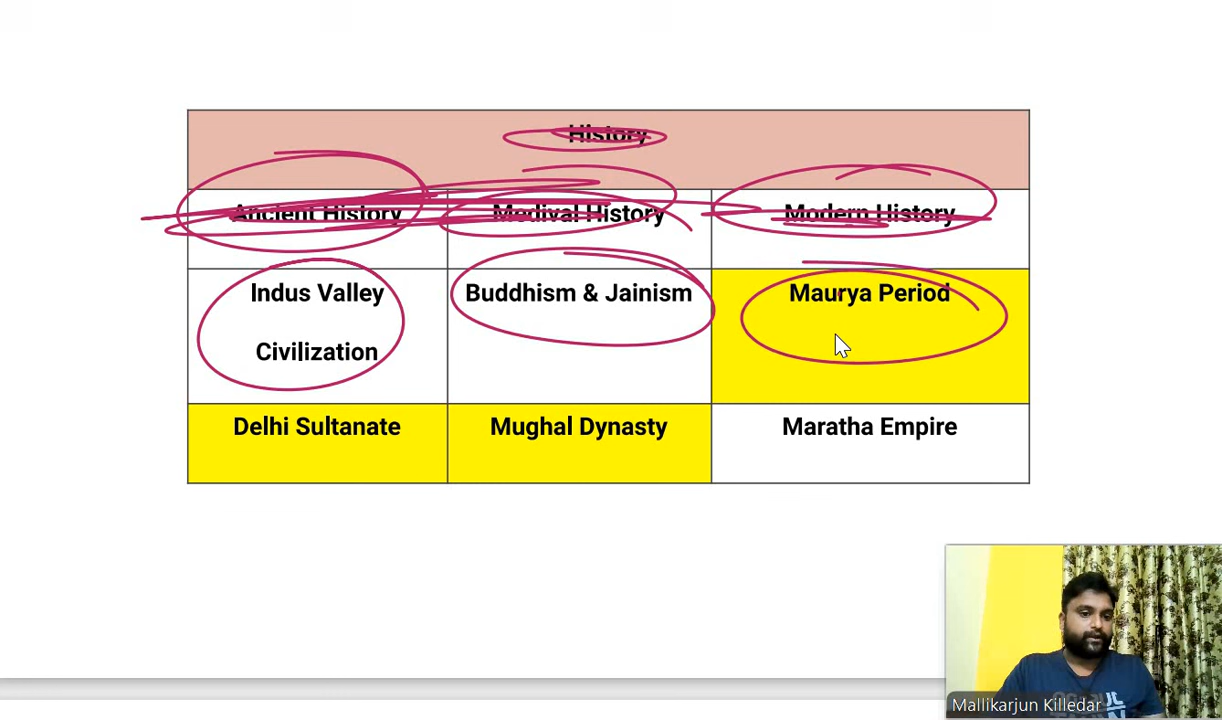 History
Ancient History Medival History Modern History
Indus Valley Buddhism & Jainism Maurya Period
Civilization
Delhi Sultanate Mughal Dynasty Maratha Empire
Mallikarjun Killedar